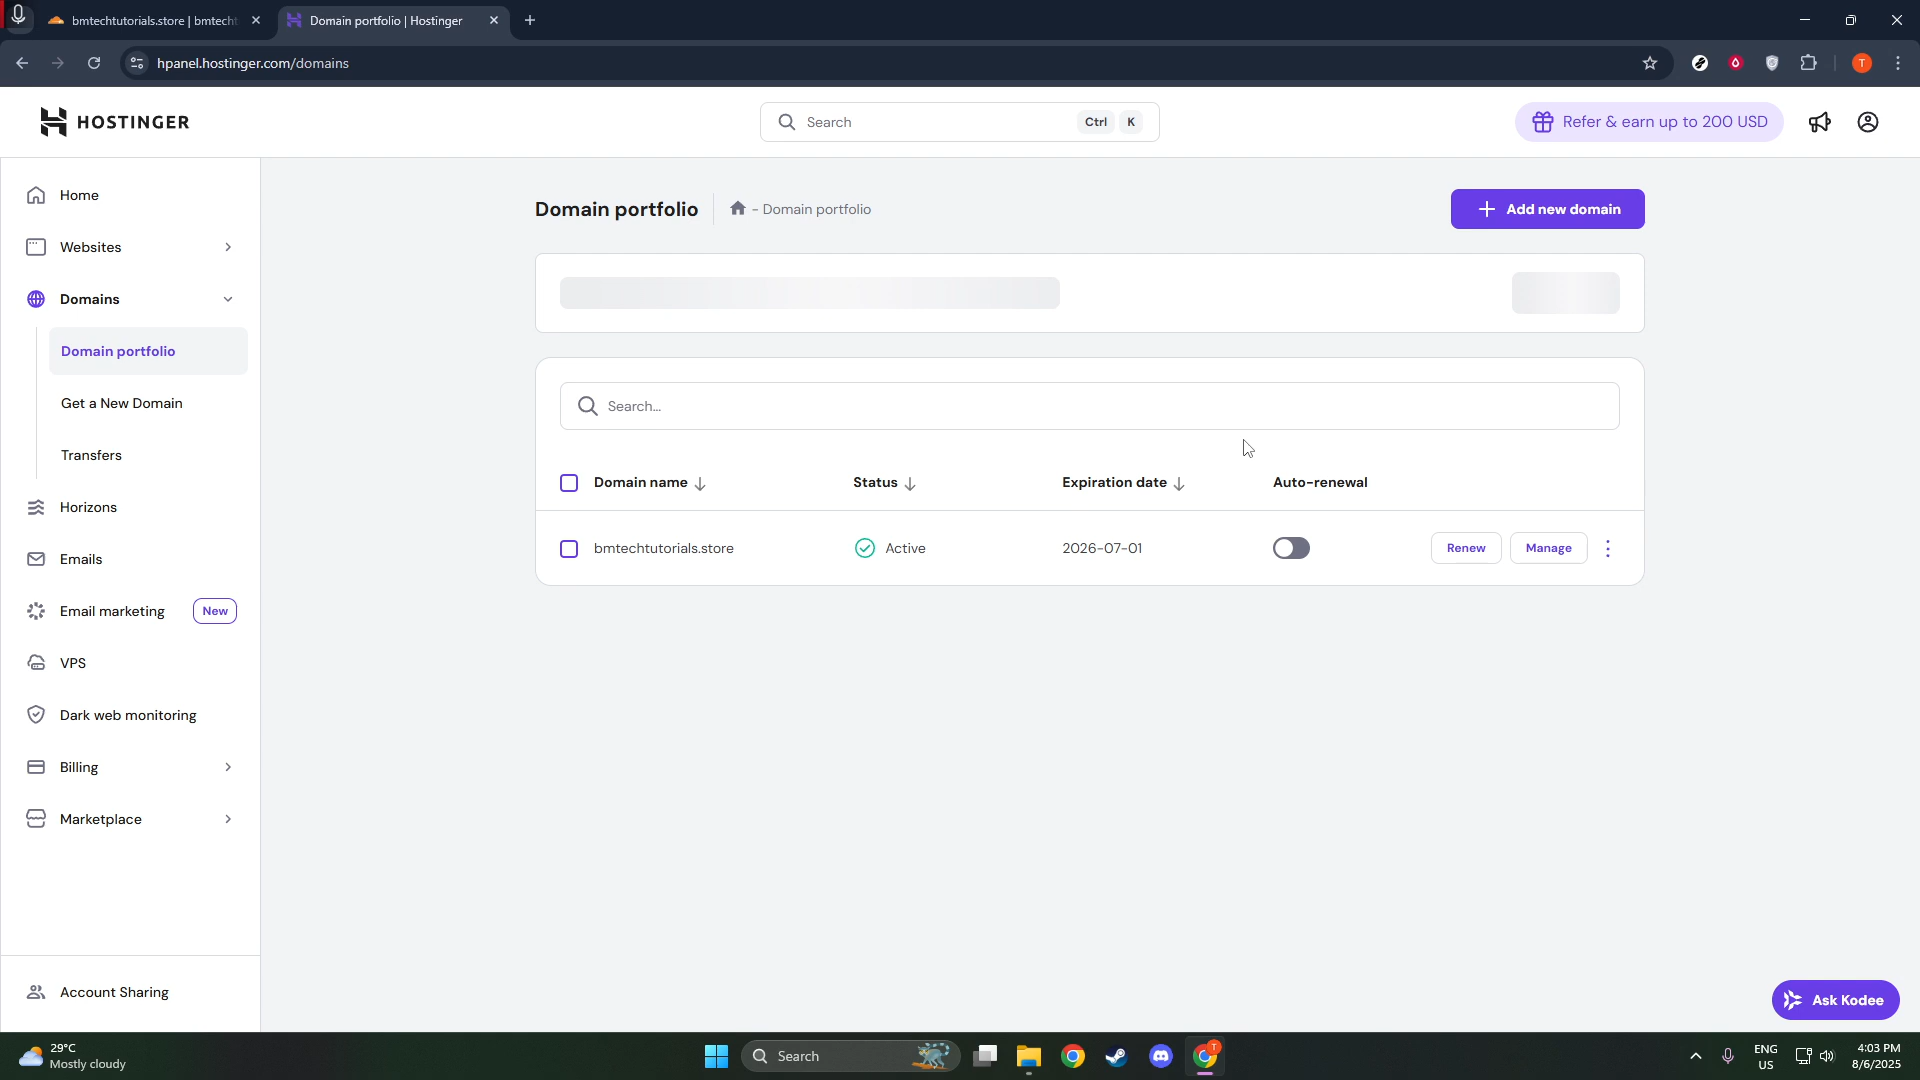 bmtechtutorials.store | bmtecht
Domain portfolio | Hostinger
hpanel.hostinger.com/domains
T
HOSTINGER
Search
Ctrl K
Refer & earn up to 200 USD
Home
Websites
Domains
Domain portfolio
Get a New Domain
Transfers
Horizons
Emails
Email marketing New
VPS
Dark web monitoring
Billing
Marketplace
Account Sharing
Domain portfolio
- Domain portfolio
Add new domain
Search...
Domain name Status Expiration date Auto-renewal
bmtechtutorials.store Active 2026-07-01 Renew Manage
Ask Kodee
29°C
Mostly cloudy
Search
T
ENG
US
4:03 PM
8/6/2025